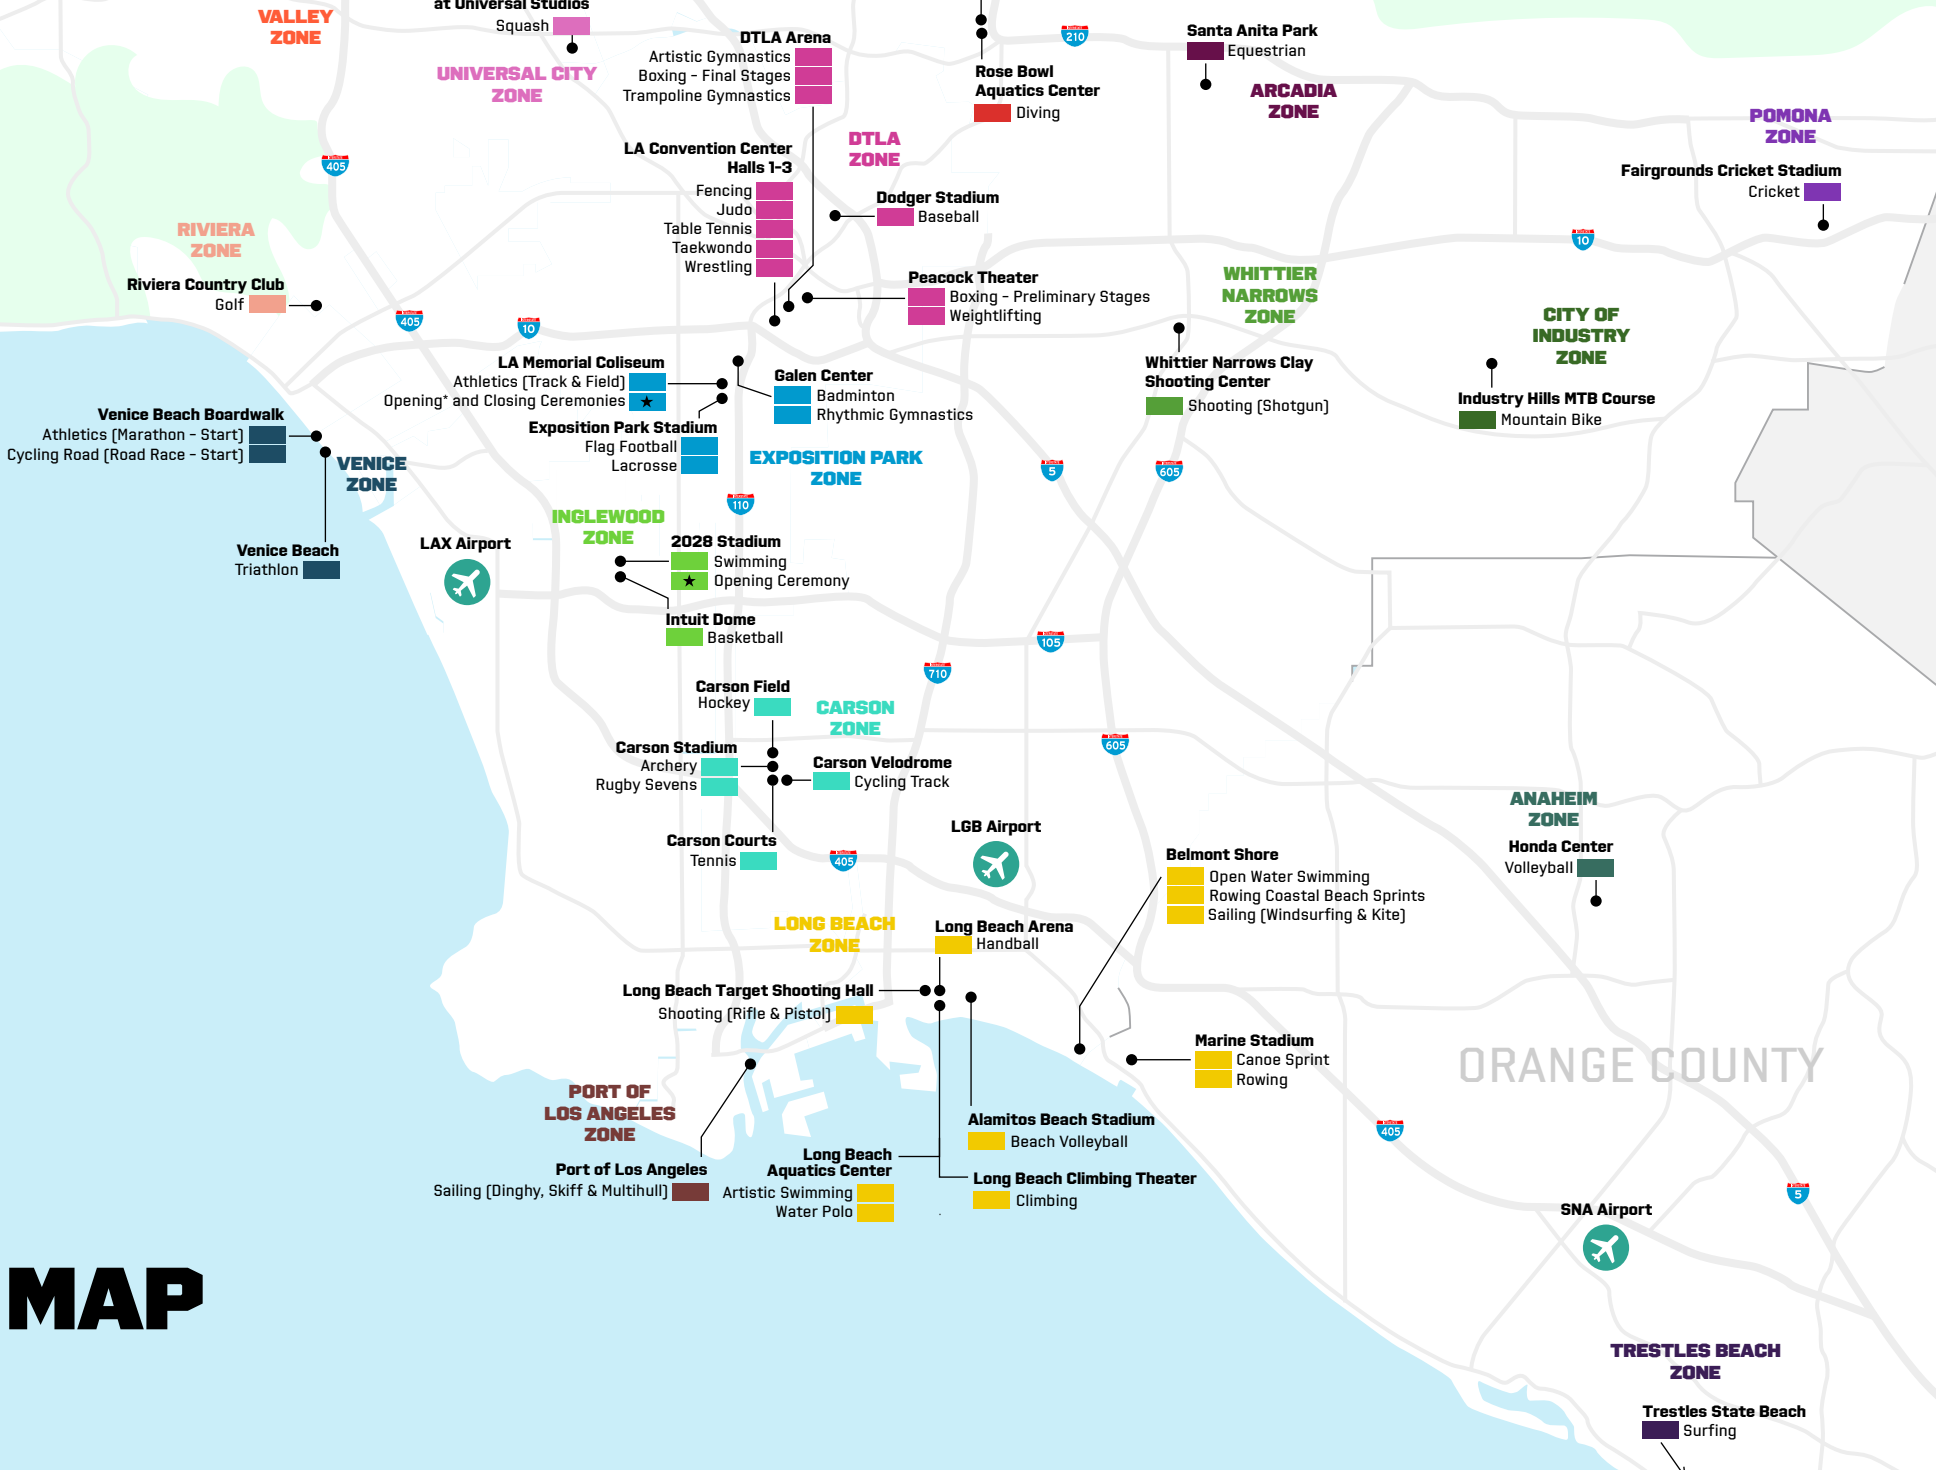 VALLEY
ZONE
at Universal Studios
Squash
UNIVERSAL CITY
ZONE
DTLA Arena
Artistic Gymnastics
Boxing – Final Stages
Trampoline Gymnastics
DTLA
ZONE
LA Convention Center
Halls 1-3
Fencing
Judo
Table Tennis
Taekwondo
Wrestling
Dodger Stadium
Baseball
Peacock Theater
Boxing – Preliminary Stages
Weightlifting
210
Rose Bowl
Aquatics Center
Diving
Santa Anita Park
Equestrian
ARCADIA
ZONE
POMONA
ZONE
Fairgrounds Cricket Stadium
Cricket
10
405
RIVIERA
ZONE
Riviera Country Club
Golf
405
10
WHITTIER
NARROWS
ZONE
Whittier Narrows Clay
Shooting Center
Shooting (Shotgun)
CITY OF
INDUSTRY
ZONE
Industry Hills MTB Course
Mountain Bike
LA Memorial Coliseum
Athletics (Track & Field)
Opening* and Closing Ceremonies
Exposition Park Stadium
Flag Football
Lacrosse
Galen Center
Badminton
Rhythmic Gymnastics
EXPOSITION PARK
ZONE
Venice Beach Boardwalk
Athletics (Marathon – Start)
Cycling Road (Road Race – Start)
VENICE
ZONE
Venice Beach
Triathlon
5
605
110
INGLEWOOD
ZONE
2028 Stadium
Swimming
Opening Ceremony
Intuit Dome
Basketball
LAX Airport
105
710
Carson Field
Hockey
CARSON
ZONE
Carson Stadium
Archery
Rugby Sevens
Carson Velodrome
Cycling Track
Carson Courts
Tennis
405
605
LGB Airport
ANAHEIM
ZONE
Honda Center
Volleyball
Belmont Shore
Open Water Swimming
Rowing Coastal Beach Sprints
Sailing (Windsurfing & Kite)
LONG BEACH
ZONE
Long Beach Arena
Handball
Long Beach Target Shooting Hall
Shooting (Rifle & Pistol)
Marine Stadium
Canoe Sprint
Rowing
ORANGE COUNTY
PORT OF
LOS ANGELES
ZONE
Port of Los Angeles
Sailing (Dinghy, Skiff & Multihull)
Alamitos Beach Stadium
Beach Volleyball
Long Beach
Aquatics Center
Artistic Swimming
Water Polo
Long Beach Climbing Theater
Climbing
405
5
SNA Airport
MAP
TRESTLES BEACH
ZONE
Trestles State Beach
Surfing